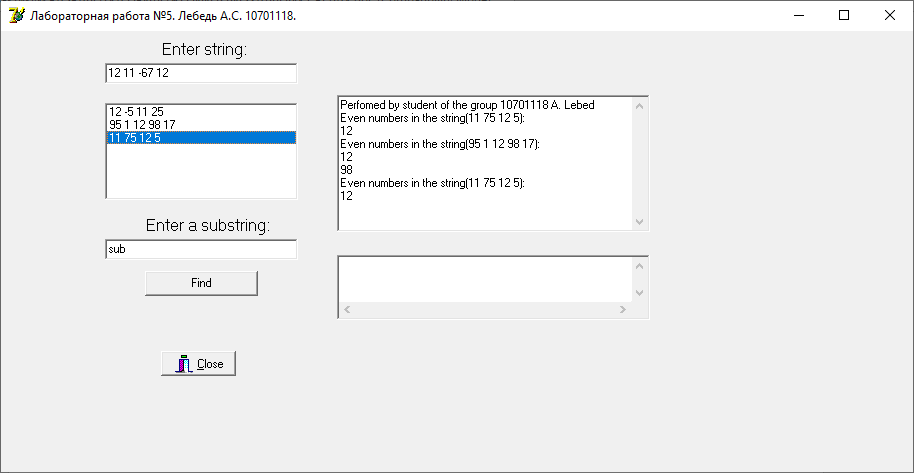 Лабораторная работа №5. Лебедь А.С. 10701118.
Enter string:
12 11 -67 12
12 -5 11 25
95 1 12 98 17
11 75 12 5
Enter a substring:
sub
Find
Close
Perfomed by student of the group 10701118 A. Lebed
Even numbers in the string(11 75 12 5):
12
Even numbers in the string(95 1 12 98 17):
12
98
Even numbers in the string(11 75 12 5):
12